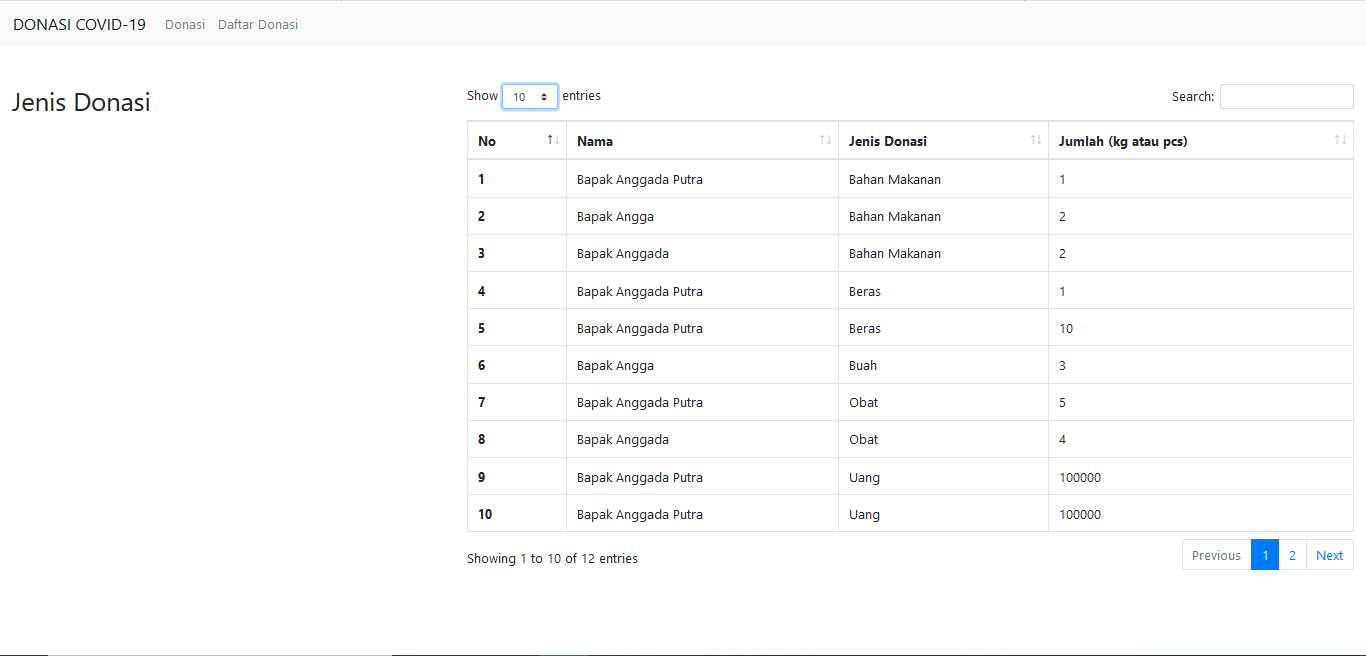 DONASI COVID-19 Donasi Daftar Donasi
Jenis Donasi
Show 10 entries Search:
No Nama Jenis Donasi Jumlah (kg atau pcs)
1 Bapak Anggada Putra Bahan Makanan 1
2 Bapak Angga Bahan Makanan 2
3 Bapak Anggada Bahan Makanan 2
4 Bapak Anggada Putra Beras 1
5 Bapak Anggada Putra Beras 10
6 Bapak Angga Buah 3
7 Bapak Anggada Putra Obat 5
8 Bapak Anggada Obat 4
9 Bapak Anggada Putra Uang 100000
10 Bapak Anggada Putra Uang 100000
Showing 1 to 10 of 12 entries Previous 1 2 Next